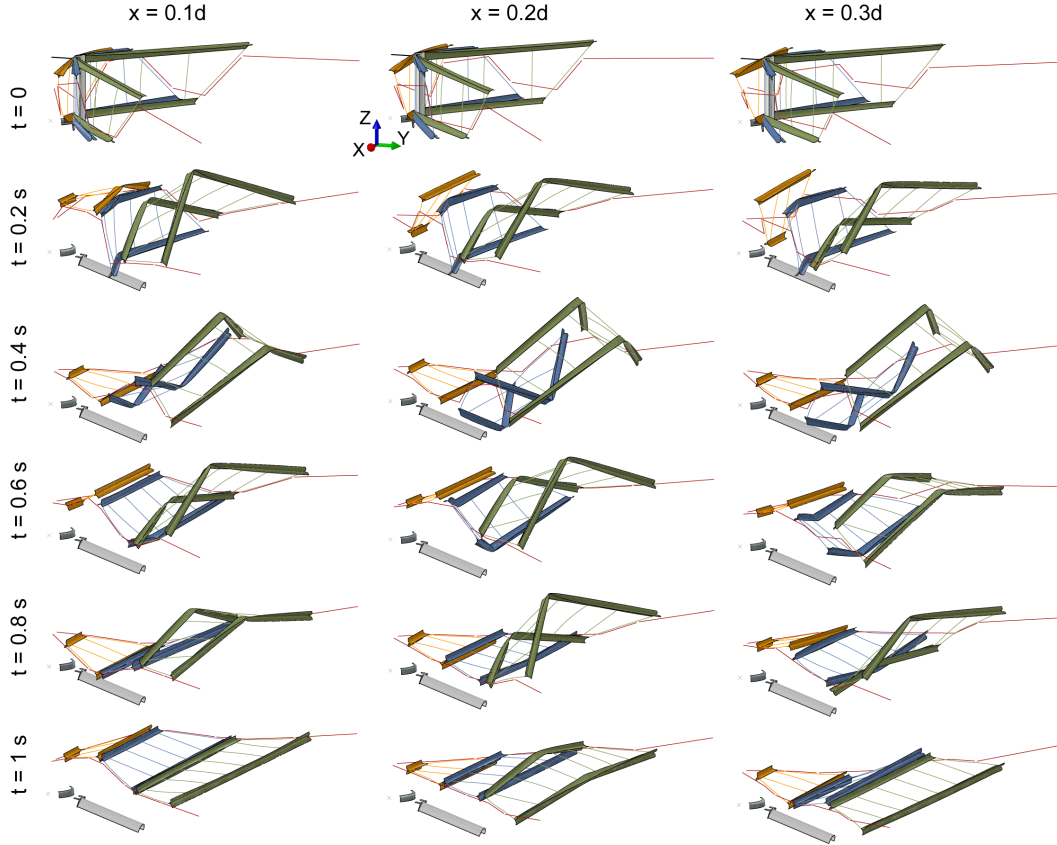 x = 0.1d
x = 0.2d
x = 0.3d
t = 0
Z
Y
X
t = 0.2 s
t = 0.4 s
t = 0.6 s
t = 0.8 s
t = 1 s